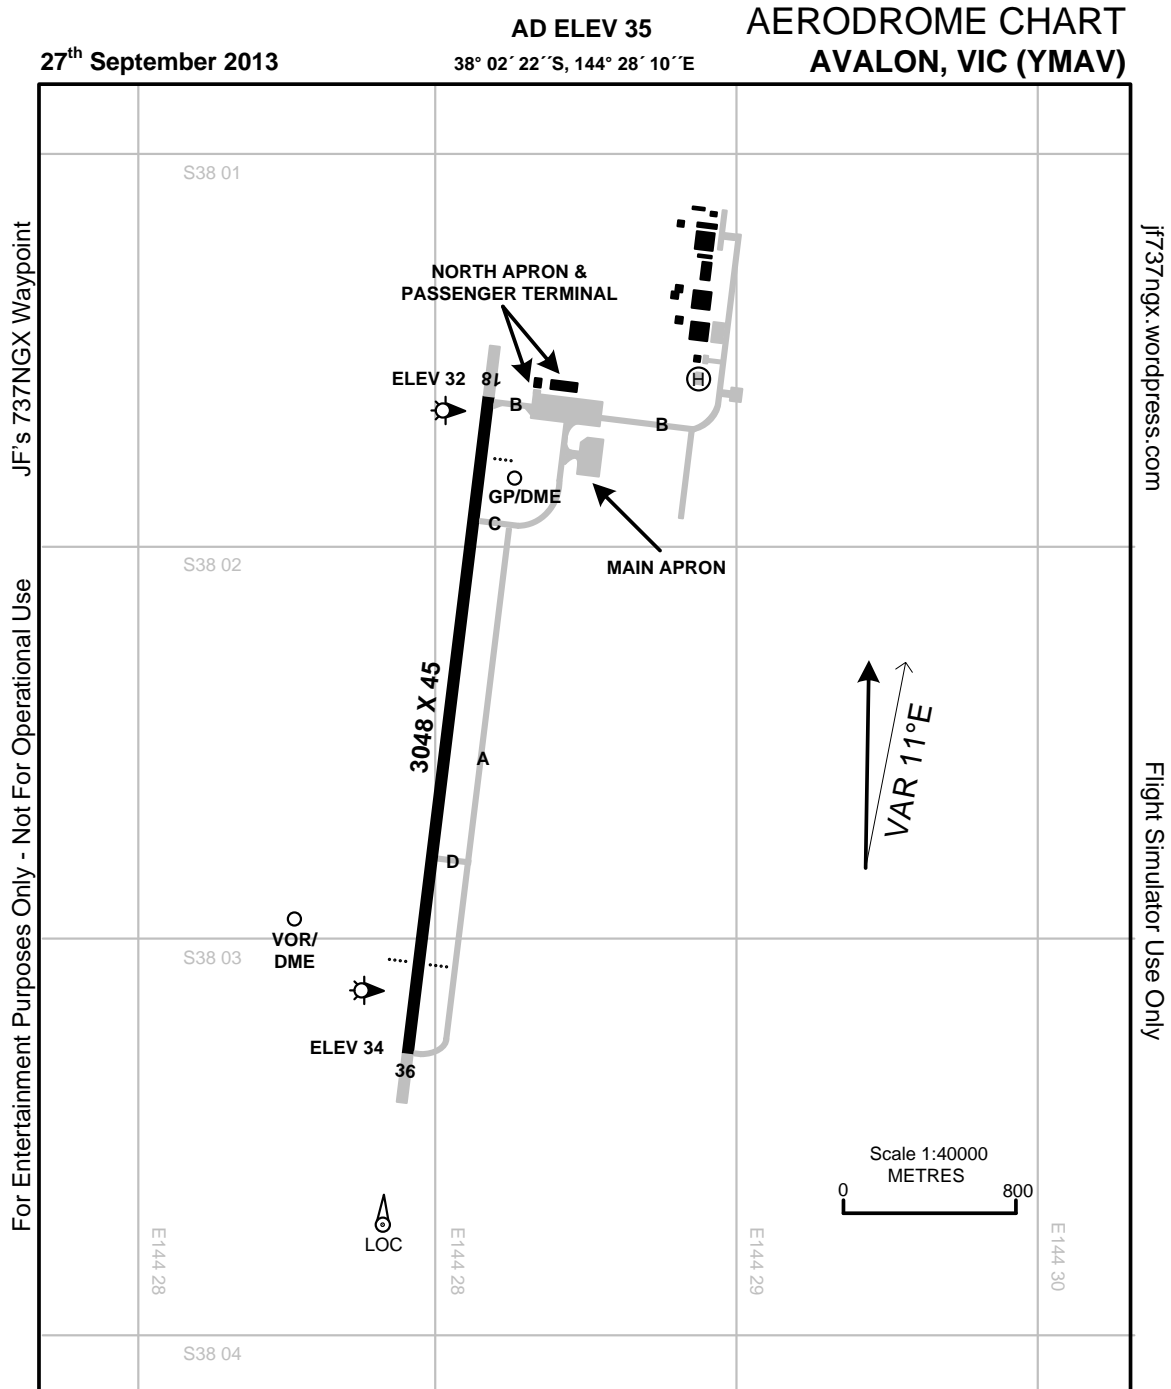 AD ELEV 35
AERODROME CHART
27th September 2013
38° 02´ 22´´S, 144° 28´ 10´´E
AVALON, VIC (YMAV)
S38 01
JF's 737NGX Waypoint
jf737ngx.wordpress.com
NORTH APRON &
PASSENGER TERMINAL
ELEV 32
18
H
B
B
GP/DME
C
S38 02
MAIN APRON
For Entertainment Purposes Only - Not For Operational Use
3048 X 45
A
VAR 11°E
Flight Simulator Use Only
D
VOR/
DME
S38 03
ELEV 34
36
Scale 1:40000
METRES
0
800
LOC
E144 28
E144 28
E144 29
E144 30
S38 04